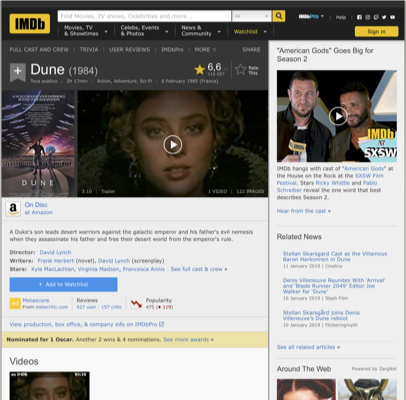 IMDb
Find Movies, TV shows, Celebrities and more...
All
IMDbPro
Help
Movies, TV & Showtimes
Celebs, Events & Photos
News & Community
Watchlist
Sign in
FULL CAST AND CREW | TRIVIA | USER REVIEWS | IMDbPro | MORE
SHARE
Dune (1984)
Tous publics | 2h 17min | Action, Adventure, Sci-Fi | 6 February 1985 (France)
6,6
Rate This
DUNE
3:10 | Trailer
1 VIDEO | 122 IMAGES
On Disc
at Amazon
A Duke's son leads desert warriors against the galactic emperor and his father's evil nemesis
when they assassinate his father and free their desert world from the emperor's rule.
Director: David Lynch
Writers: Frank Herbert (novel), David Lynch (screenplay)
Stars: Kyle MacLachlan, Virginia Madsen, Francesca Annis | See full cast & crew »
+ Add to Watchlist
Metascore
From metacritic.com
Reviews
427 user | 157 critic
Popularity
475
View production, box office, & company info on IMDbPro
Nominated for 1 Oscar. Another 2 wins & 4 nominations. See more awards »
Videos
"American Gods" Goes Big for
Season 2
IMDb
at
SXSW
IMDb hangs with cast of "American Gods"
at the House on the Rock at the SXSW Film
Festival. Stars Ricky Whittle and Pablo
Schreiber reveal the one word that best
describes Season 2.
Hear from the cast »
Related News
Stellan Skarsgard Cast as the Villainous
Baron Harkonnen in Dune
11 January 2019 | Cinelinx
Denis Villeneuve Reunites With 'Arrival'
and 'Blade Runner 2049' Editor Joe
Walker for 'Dune'
10 January 2019 | Slash Film
Stellan Skarsgård Joins Denis
Villeneuve's Dune reboot
10 January 2019 | Flickeringmyth
See all related articles »
Around The Web
Powered by ZergNet